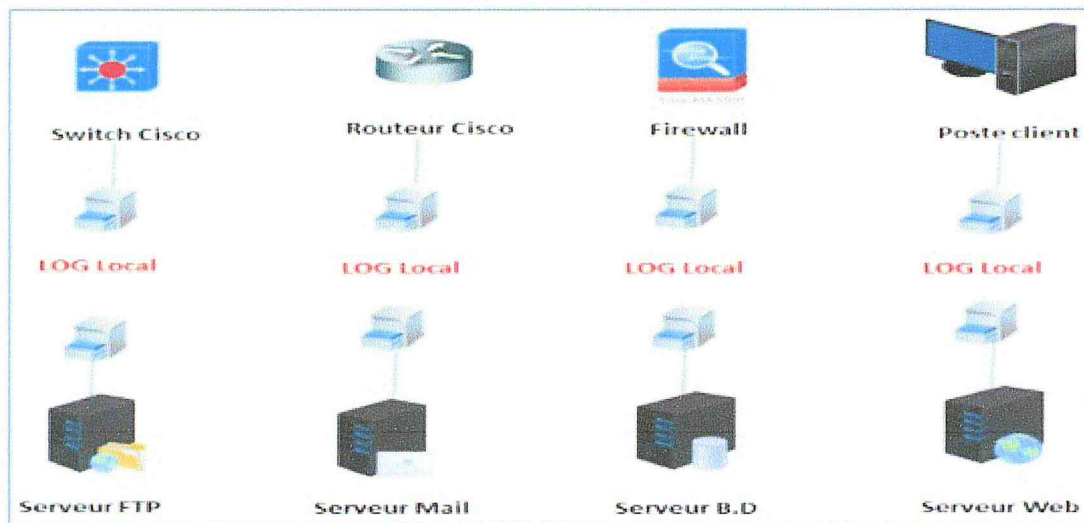 Switch Cisco
Routeur Cisco
Firewall
Poste client
LOG Local
LOG Local
LOG Local
LOG Local
Serveur FTP
Serveur Mail
Serveur B.D
Serveur Web